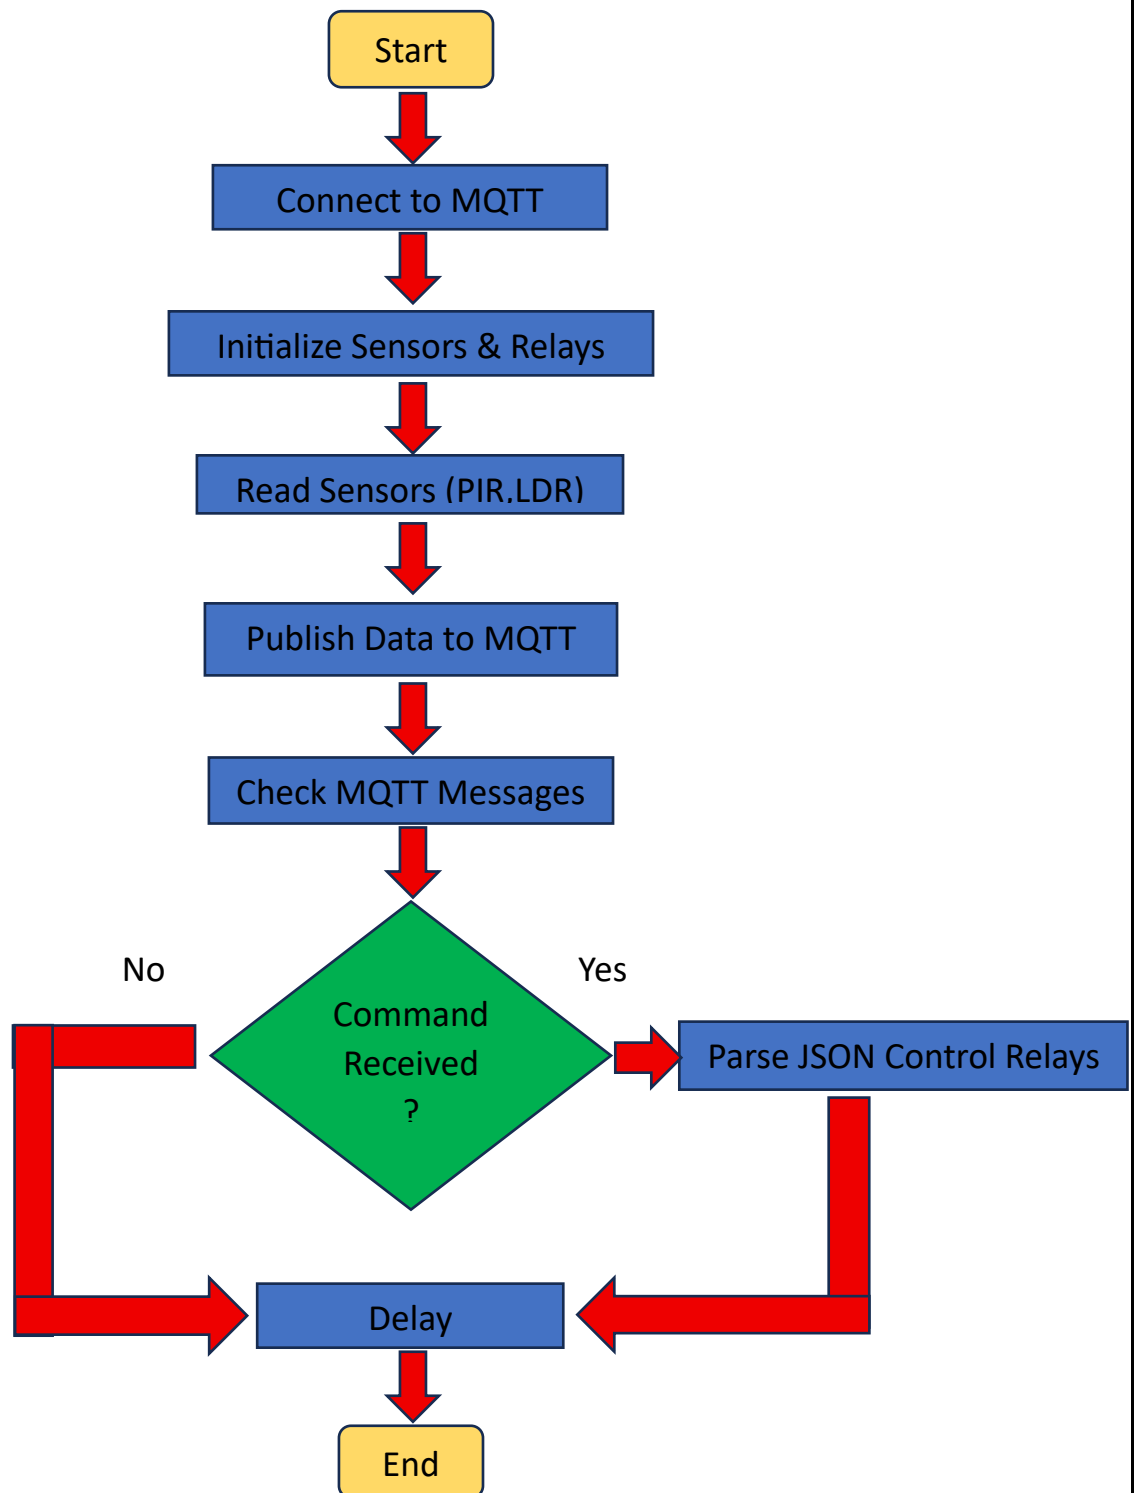 Start
Connect to MQTT
Initialize Sensors & Relays
Read Sensors (PIR,LDR)
Publish Data to MQTT
Check MQTT Messages
No
Yes
Command
Received
?
Parse JSON Control Relays
Delay
End